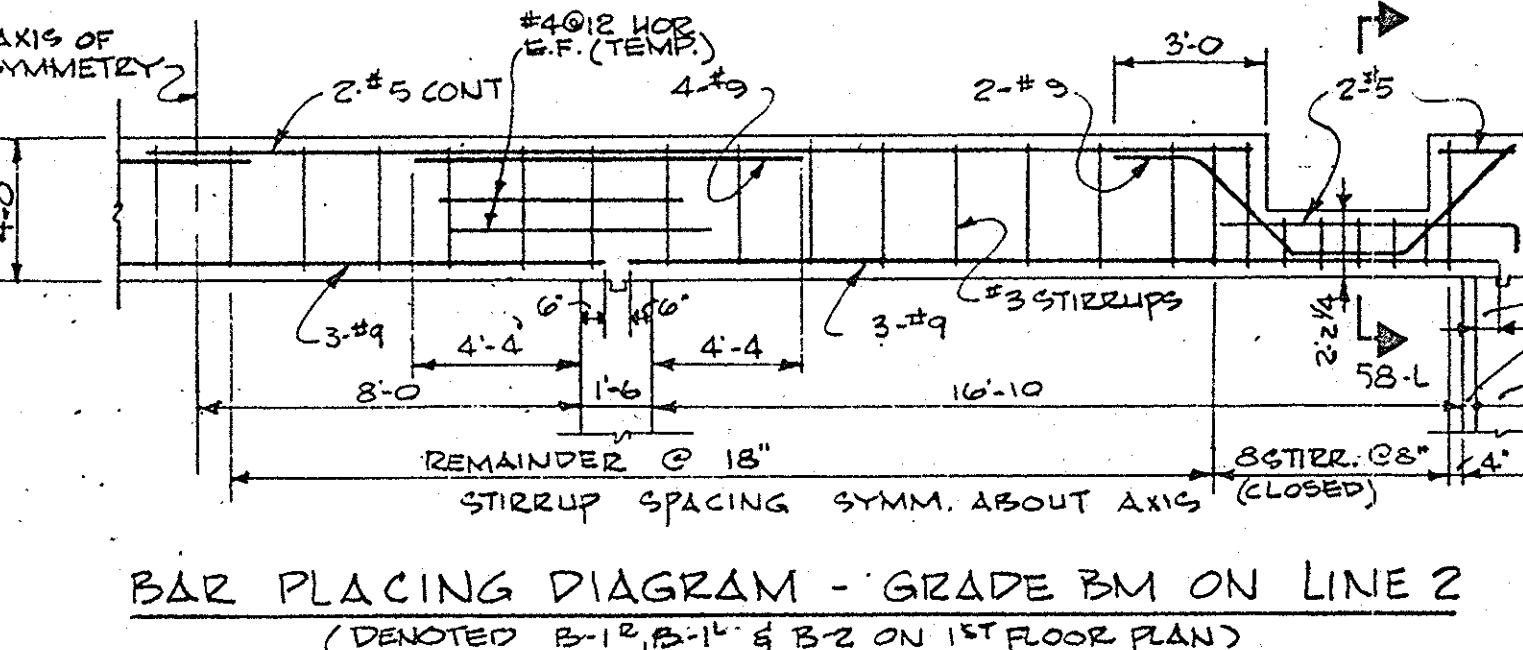 AXIS OF
SYMMETRY
#4@12 HOR
E.F. (TEMP.)
2-#5 CONT
4-#9
2-#9
3'-0
2-#5
4'-0
3-#9
6"
6"
4'-4
4'-4
3-#9
#3 STIRRUPS
2'-2 1/4
58-L
8'-0
1'-6
16'-10
REMAINDER @ 18"
8 STIRR. @ 8"
(CLOSED)
4"
STIRRUP SPACING SYMM. ABOUT AXIS
BAR PLACING DIAGRAM - GRADE BM ON LINE 2
(DENOTED B-1R, B-1L & B-2 ON 1ST FLOOR PLAN)